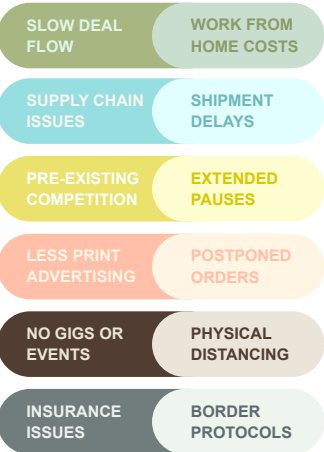 SLOW DEAL
FLOW
WORK FROM
HOME COSTS
SUPPLY CHAIN
ISSUES
SHIPMENT
DELAYS
PRE-EXISTING
COMPETITION
EXTENDED
PAUSES
LESS PRINT
ADVERTISING
POSTPONED
ORDERS
NO GIGS OR
EVENTS
PHYSICAL
DISTANCING
INSURANCE
ISSUES
BORDER
PROTOCOLS